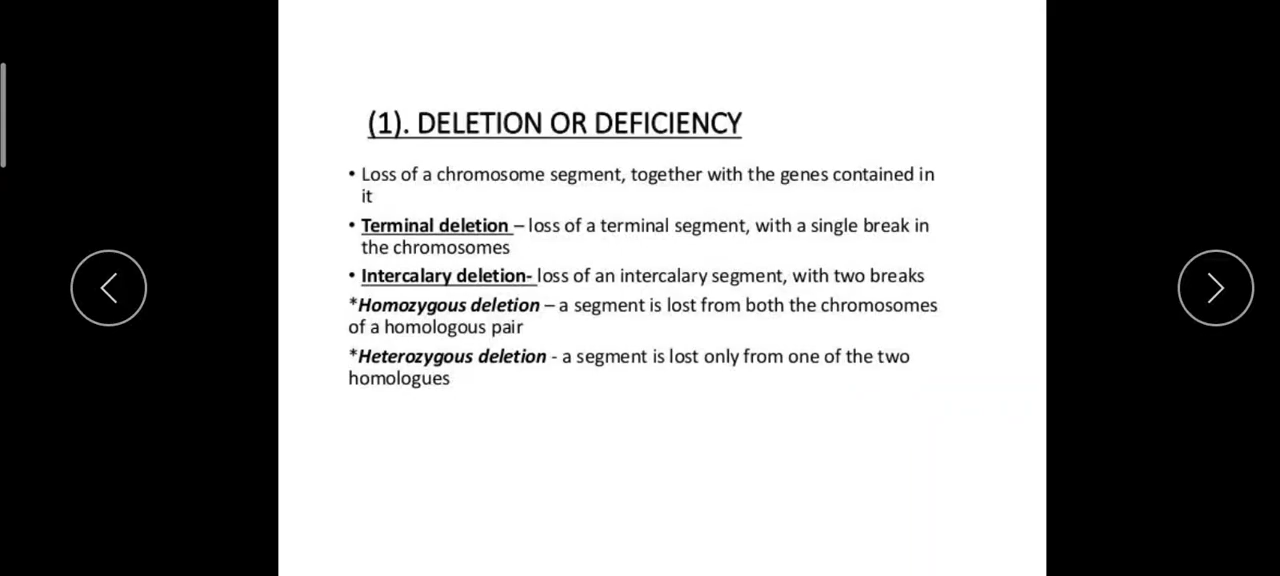 (1). DELETION OR DEFICIENCY
• Loss of a chromosome segment, together with the genes contained in
it
• Terminal deletion – loss of a terminal segment, with a single break in
the chromosomes
• Intercalary deletion- loss of an intercalary segment, with two breaks
*Homozygous deletion – a segment is lost from both the chromosomes
of a homologous pair
*Heterozygous deletion - a segment is lost only from one of the two
homologues